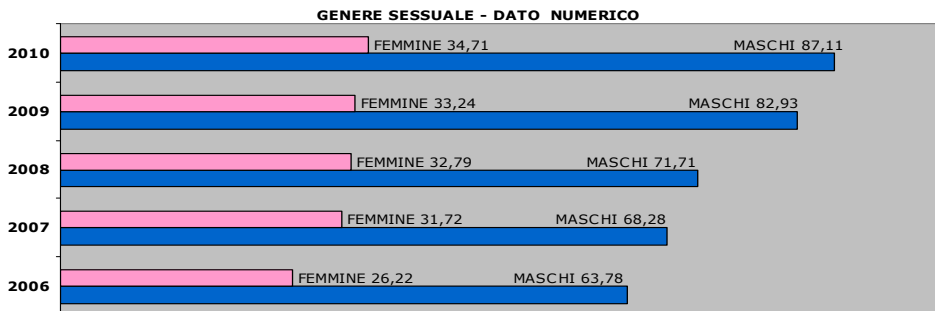 GENERE SESSUALE - DATO NUMERICO
2010 FEMMINE 34,71 MASCHI 87,11
2009 FEMMINE 33,24 MASCHI 82,93
2008 FEMMINE 32,79 MASCHI 71,71
2007 FEMMINE 31,72 MASCHI 68,28
2006 FEMMINE 26,22 MASCHI 63,78